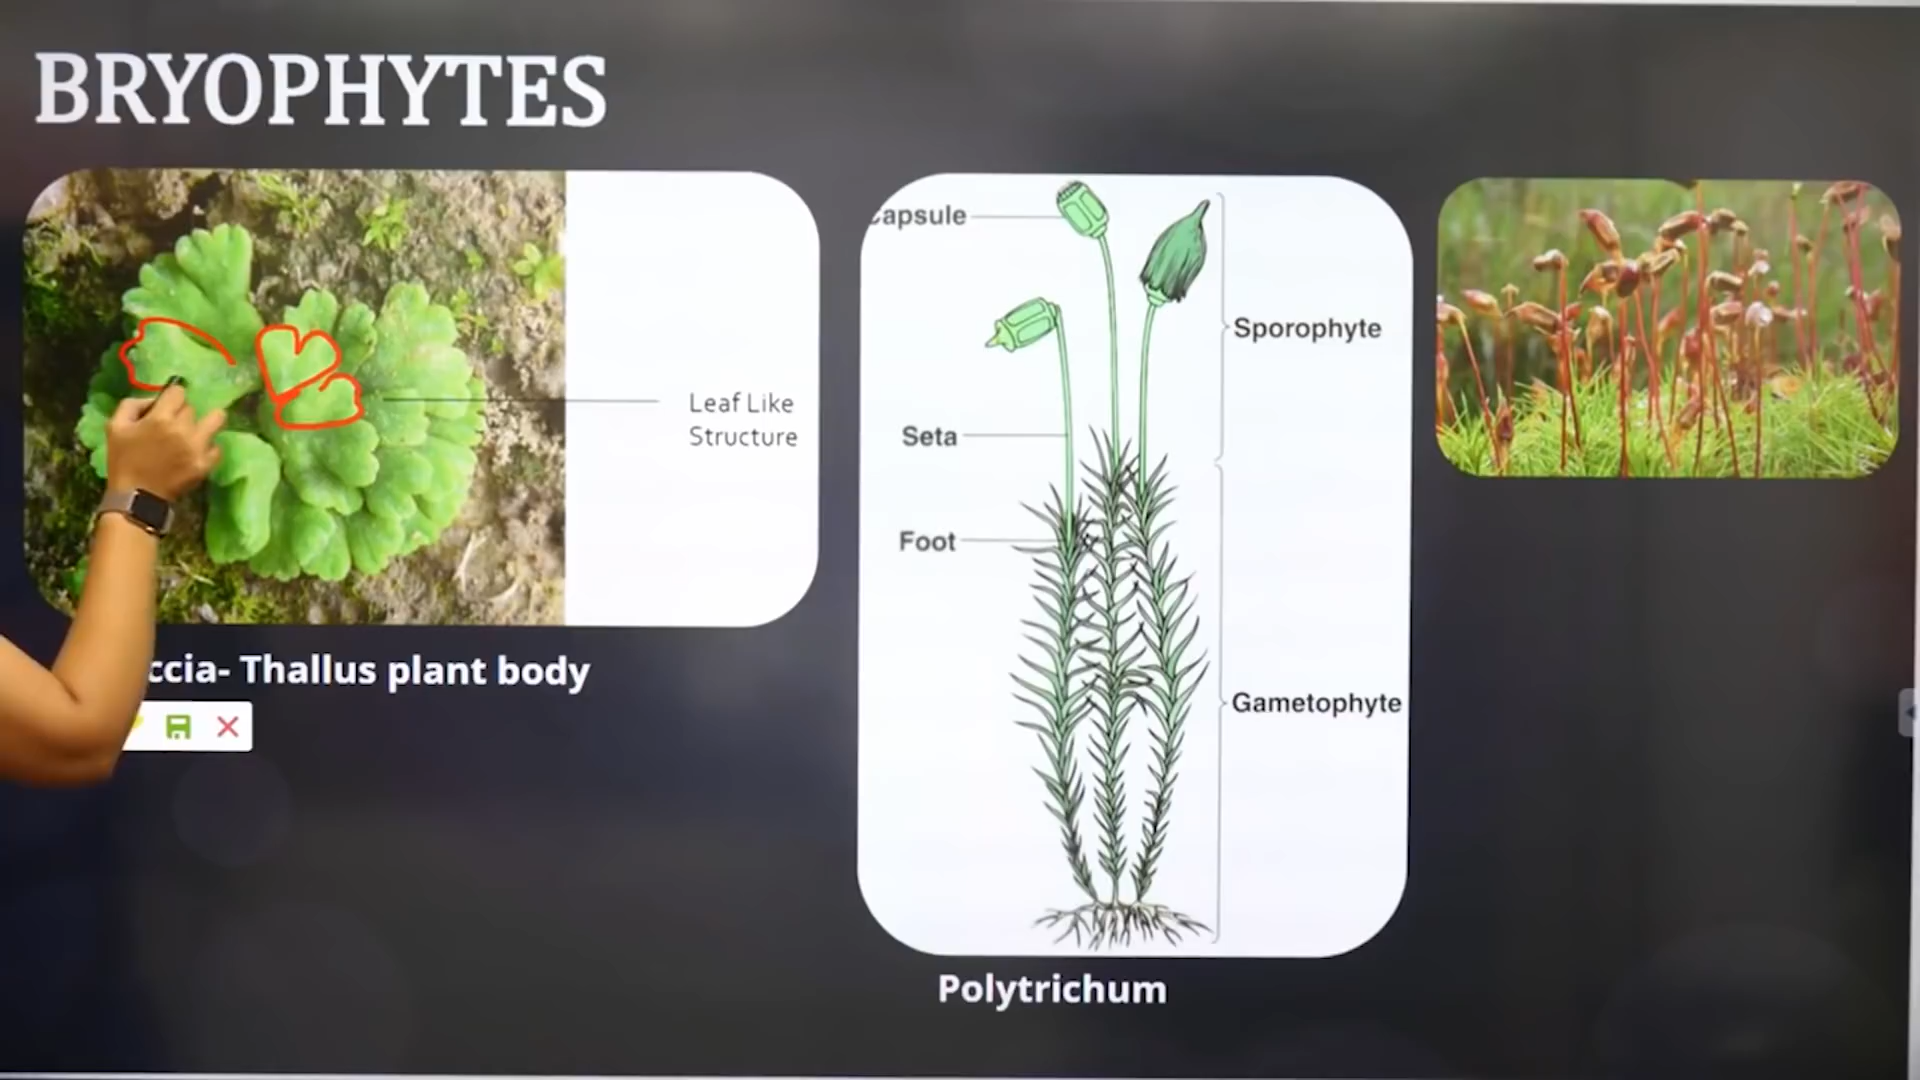 BRYOPHYTES
Leaf Like
Structure
ccia- Thallus plant body
apsule
Seta
Foot
Sporophyte
Gametophyte
Polytrichum